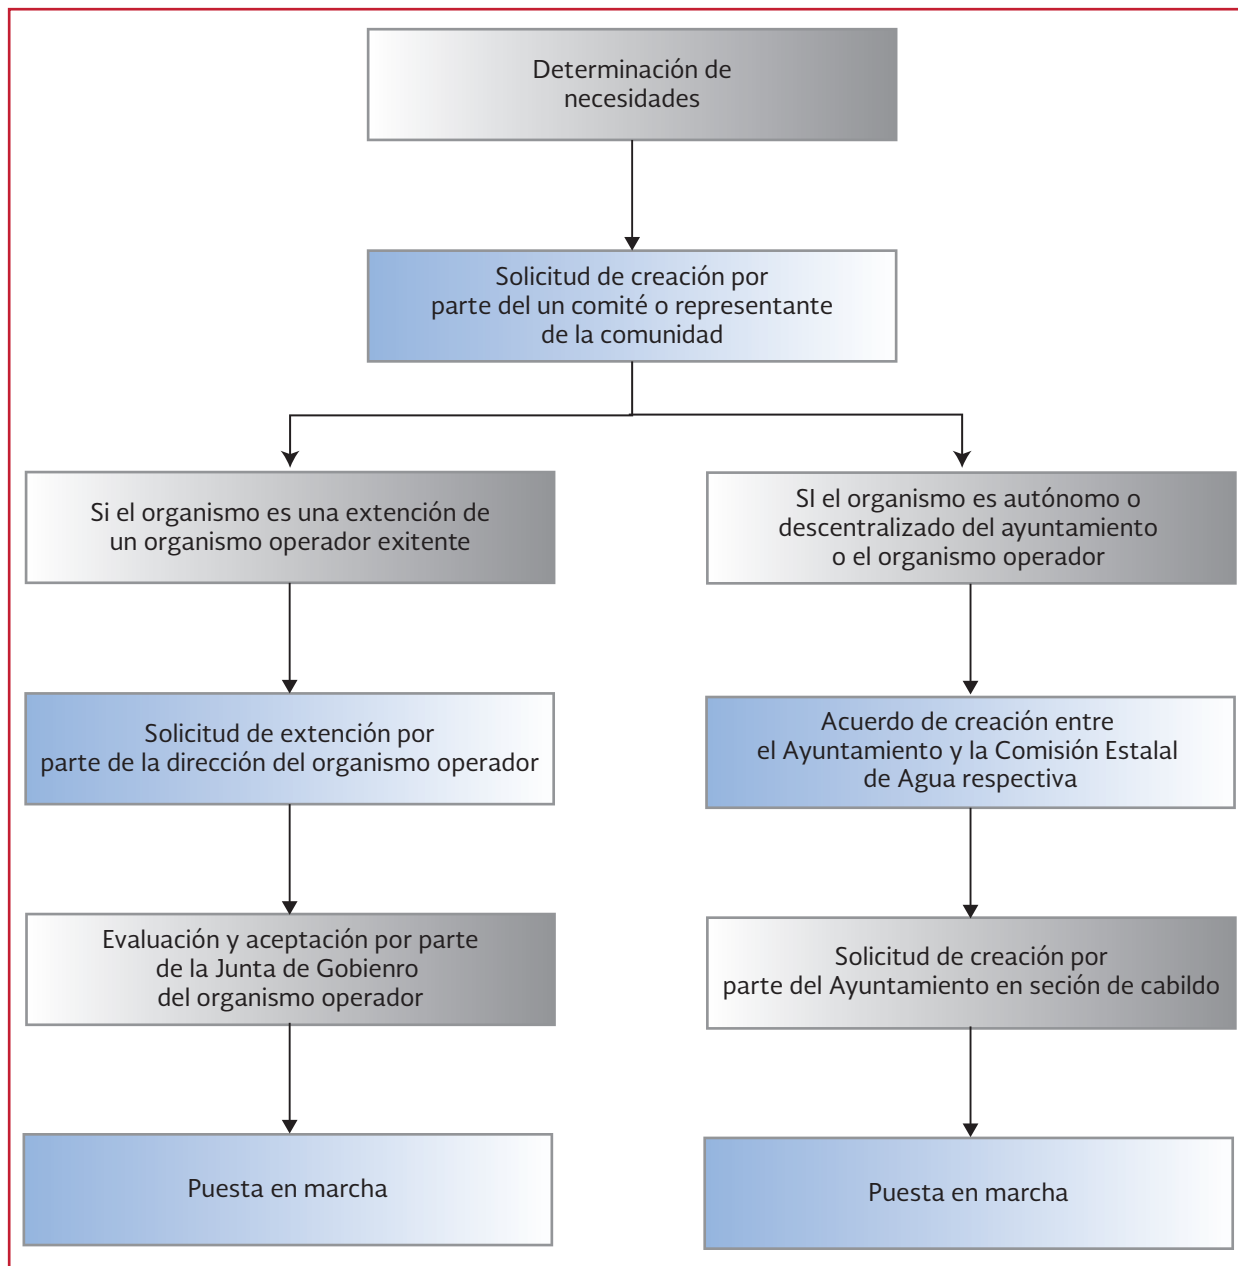 Determinación de
necesidades
Solicitud de creación por
parte del un comité o representante
de la comunidad
Si el organismo es una extención de
un organismo operador exitente
Solicitud de extención por
parte de la dirección del organismo operador
Evaluación y aceptación por parte
de la Junta de Gobienro
del organismo operador
Puesta en marcha
SI el organismo es autónomo o
descentralizado del ayuntamiento
o el organismo operador
Acuerdo de creación entre
el Ayuntamiento y la Comisión Estalal
de Agua respectiva
Solicitud de creación por
parte del Ayuntamiento en seción de cabildo
Puesta en marcha